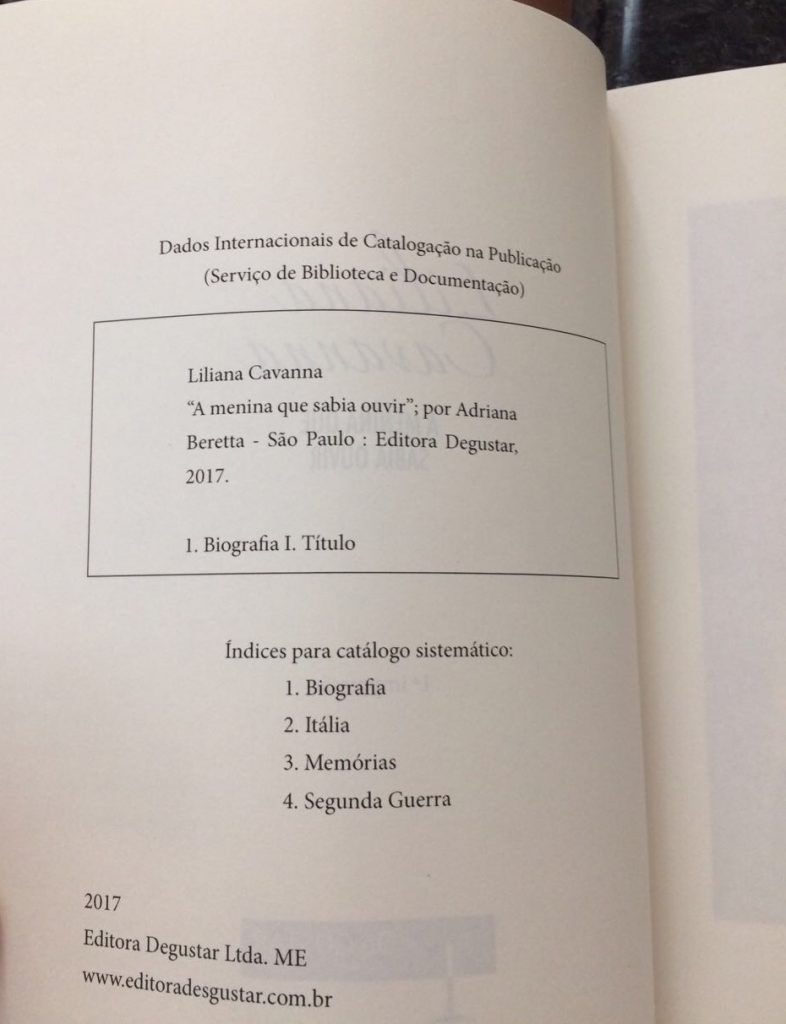 Dados Internacionais de Catalogação na Publicação
(Serviço de Biblioteca e Documentação)
Liliana Cavanna
“A menina que sabia ouvir”; por Adriana
Beretta - São Paulo : Editora Degustar,
2017.
1. Biografia I. Título
Índices para catálogo sistemático:
1. Biografia
2. Itália
3. Memórias
4. Segunda Guerra
2017
Editora Degustar Ltda. ME
www.editoradesgustar.com.br